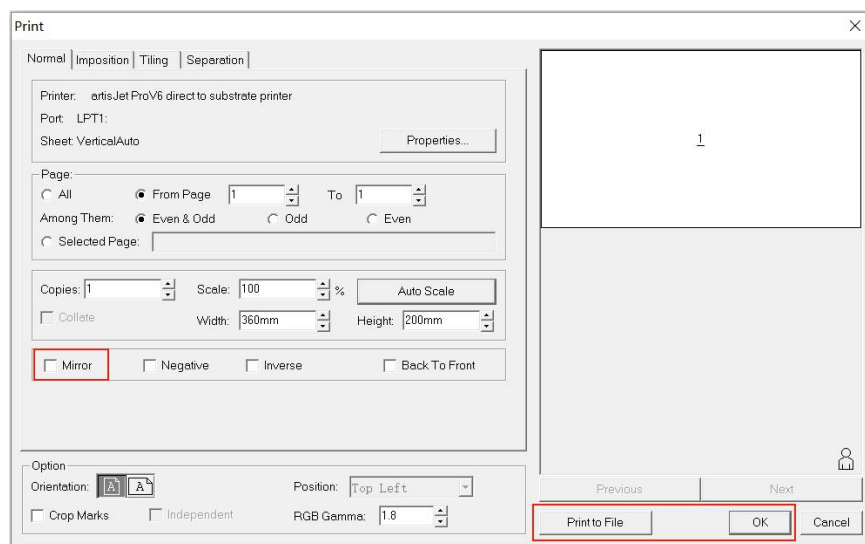 Print
Normal Imposition Tiling Separation
Printer: artisJet ProV6 direct to substrate printer
Port: LPT1:
Sheet: VerticalAuto Properties...
Page:
All From Page 1 To 1
Among Them: Even & Odd Odd Even
Selected Page:
Copies: 1 Scale: 100 % Auto Scale
Collate Width: 360mm Height: 200mm
Mirror Negative Inverse Back To Front
Option
Orientation: A A Position: Top Left
Crop Marks Independent RGB Gamma: 1.8
1
Previous Next
Print to File OK Cancel